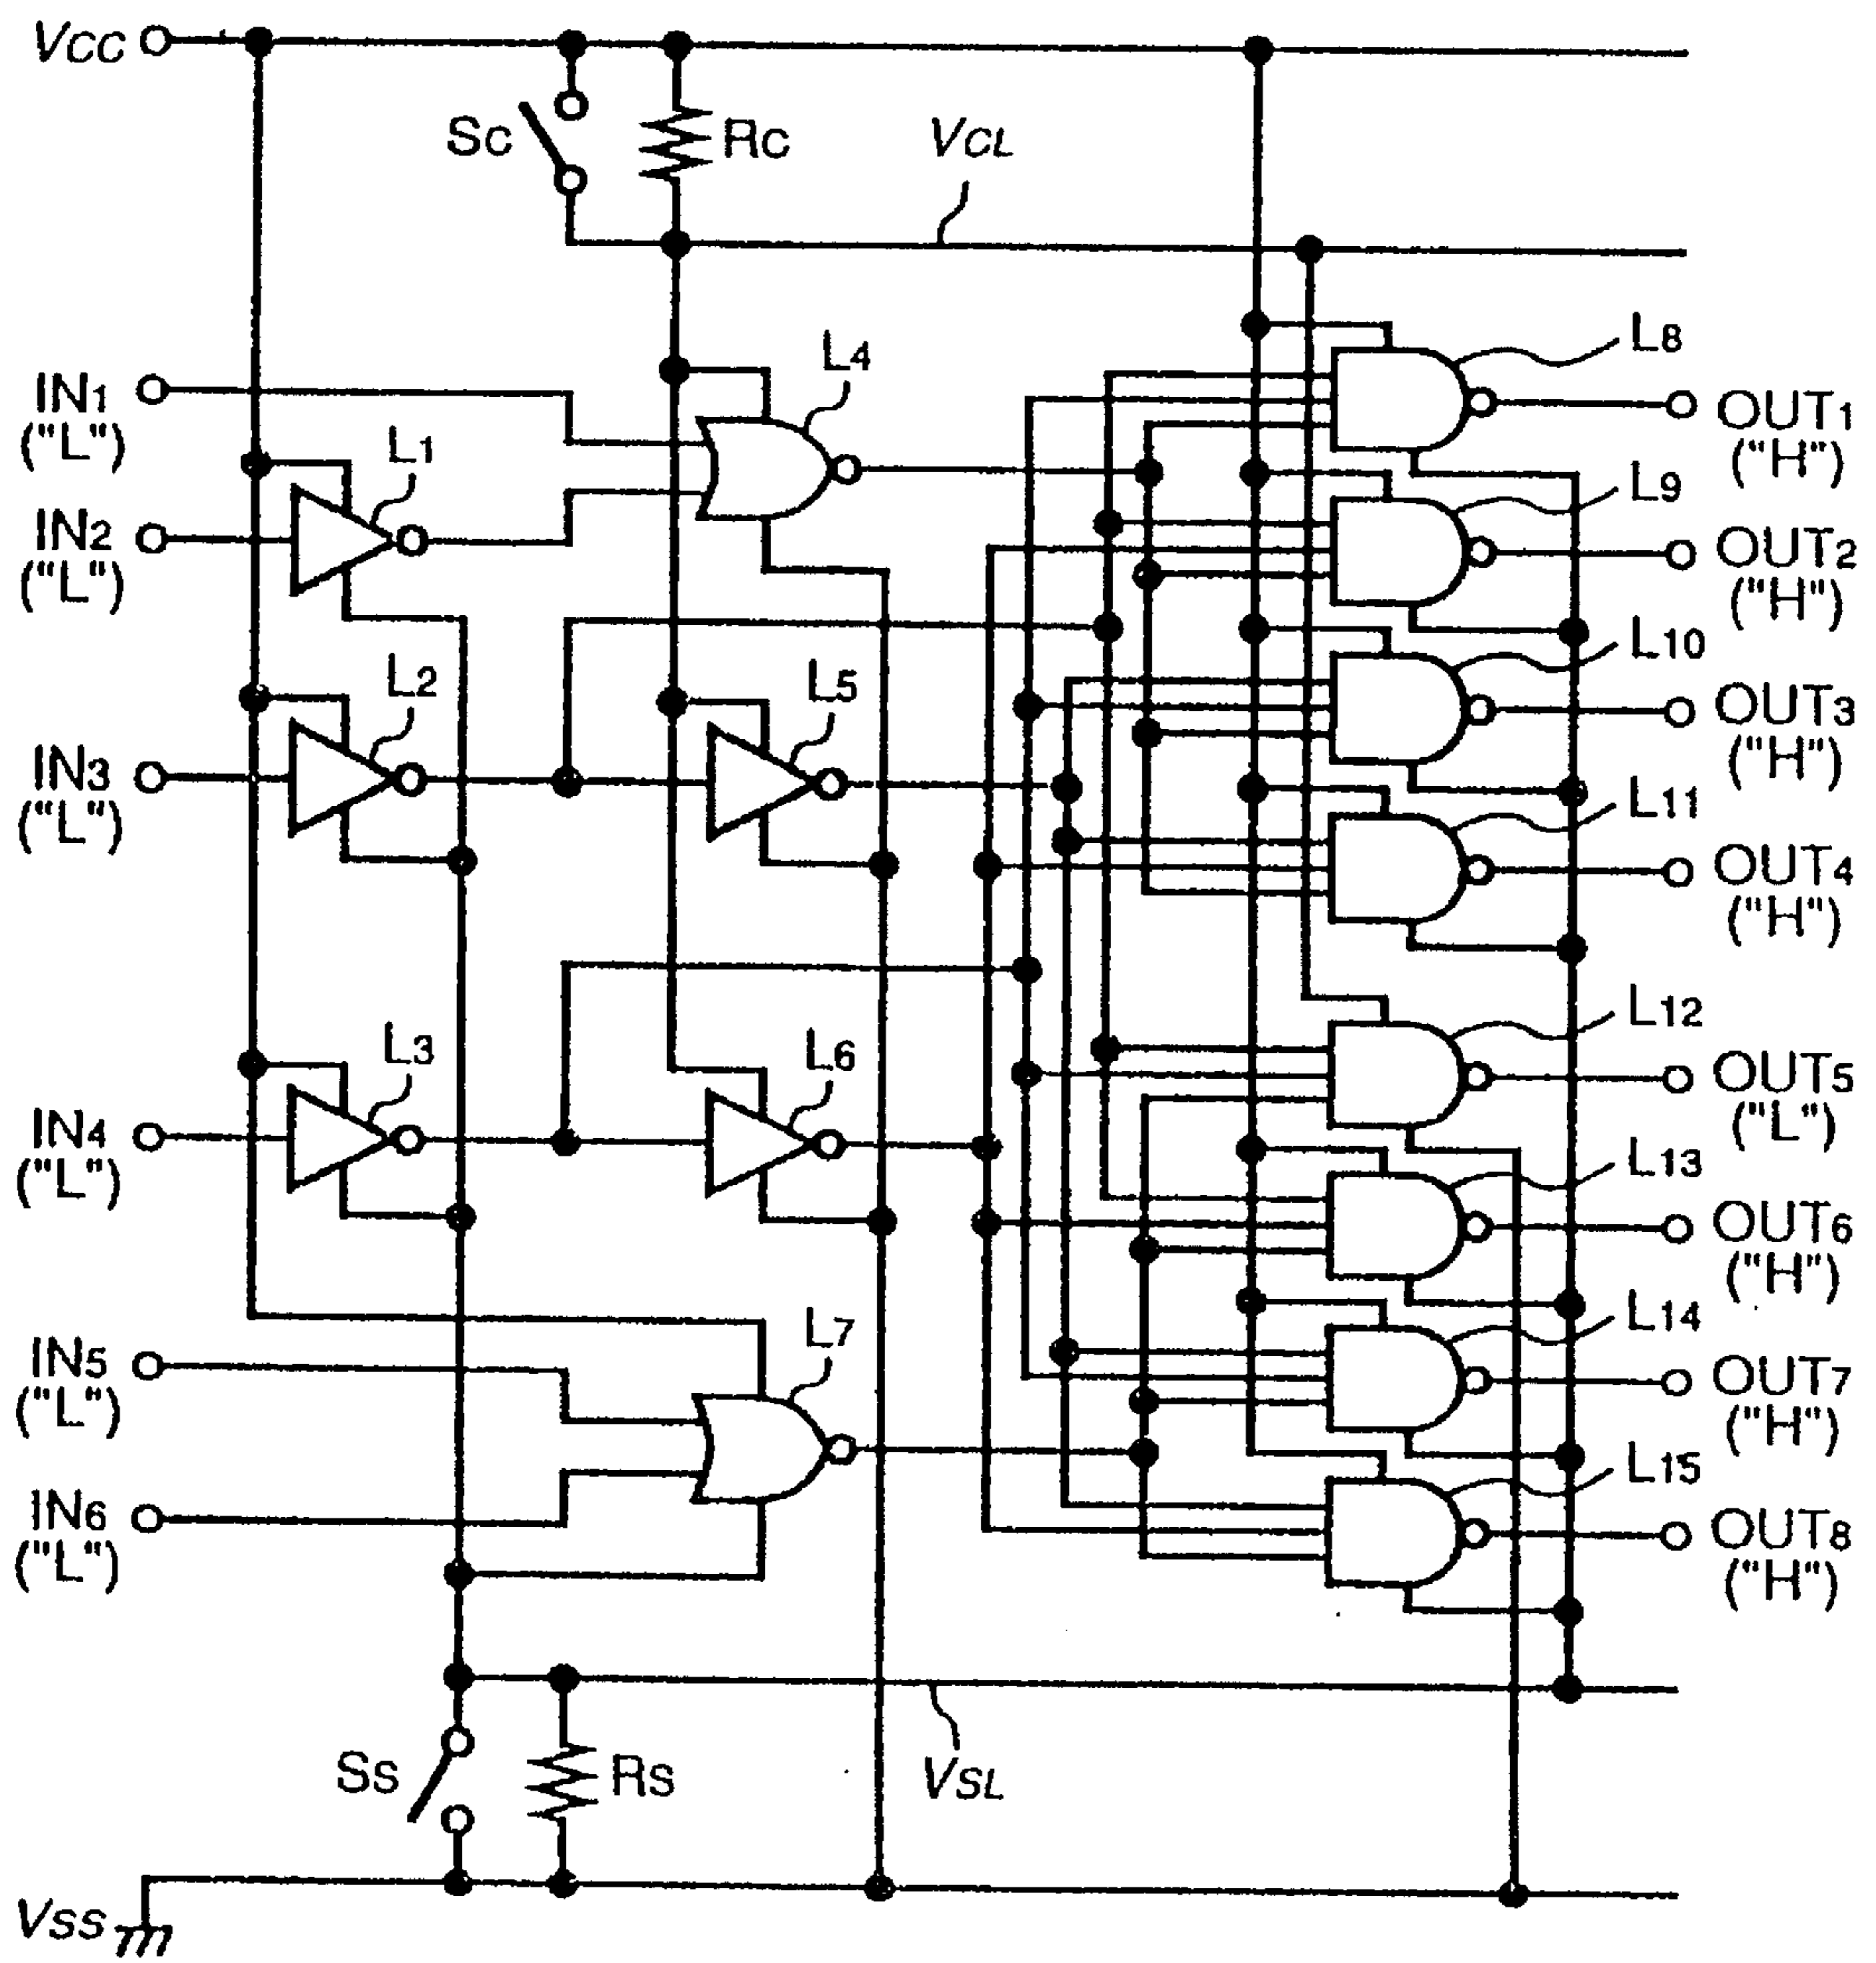 VCC
SC
RC
VCL
L8
L4
IN1
("L")
OUT1
("H")
L1
L9
IN2
("L")
OUT2
("H")
L10
L2
L5
OUT3
("H")
IN3
("L")
L11
OUT4
("H")
L12
L3
L6
OUT5
("L")
IN4
("L")
L13
OUT6
("H")
L14
L7
IN5
("L")
OUT7
("H")
L15
IN6
("L")
OUT8
("H")
SS
RS
VSL
VSS